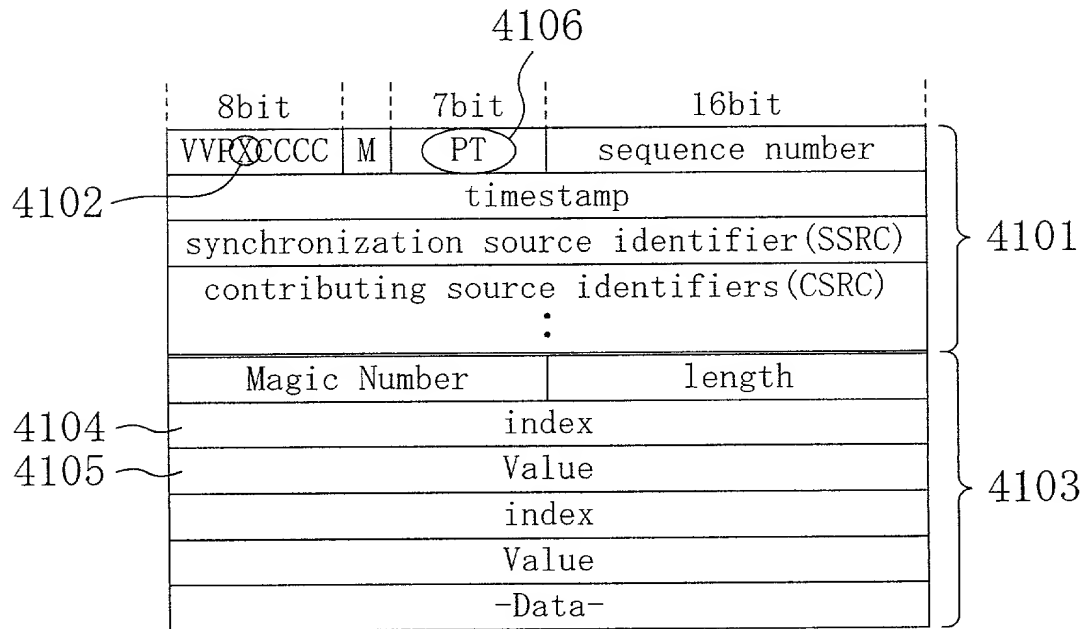 4106
8bit 7bit 16bit
VVPXCCCC M PT sequence number
4102
timestamp
synchronization source identifier(SSRC)
4101
contributing source identifiers(CSRC)
Magic Number length
4104 index
4105 Value
4103
index
Value
-Data-